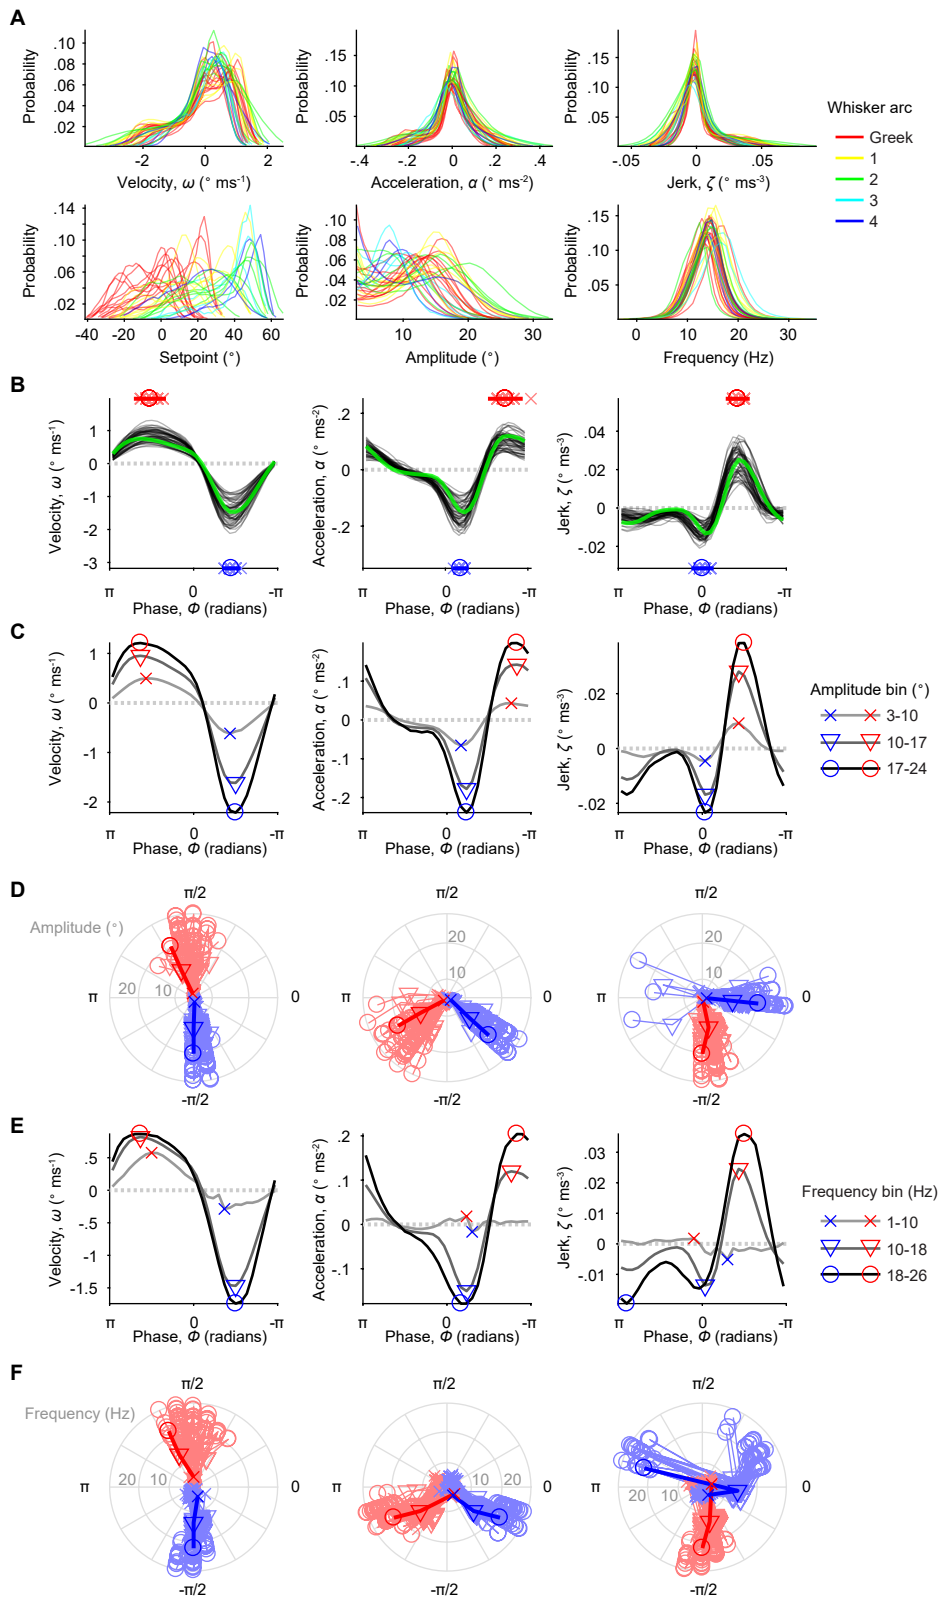 A
Probability
.10
.08
.06
.04
.02
-2
0
2
Velocity, ω (° ms⁻¹)
Probability
.15
.10
.05
-.4
-.2
0
.2
.4
Acceleration, α (° ms⁻²)
Probability
.15
.10
.05
-.05
0
.05
Jerk, ζ (° ms⁻³)
Whisker arc
Greek
1
2
3
4
Probability
.14
.10
.06
.02
-40
-20
0
20
40
60
Setpoint (°)
Probability
.10
.08
.06
.04
.02
10
20
30
Amplitude (°)
Probability
.15
.10
.05
0
10
20
30
Frequency (Hz)
B
Velocity, ω (° ms⁻¹)
1
0
-1
-2
-3
π
0
-π
Phase, Φ (radians)
Acceleration, α (° ms⁻²)
.2
0
-.2
π
0
-π
Phase, Φ (radians)
Jerk, ζ (° ms⁻³)
.04
.02
0
-.02
π
0
-π
Phase, Φ (radians)
C
Velocity, ω (° ms⁻¹)
1
0
-1
-2
π
0
-π
Phase, Φ (radians)
Acceleration, α (° ms⁻²)
.1
0
-.1
-.2
π
0
-π
Phase, Φ (radians)
Jerk, ζ (° ms⁻³)
.02
0
-.02
π
0
-π
Phase, Φ (radians)
Amplitude bin (°)
3-10
10-17
17-24
D
Amplitude (°)
π/2
π
20
10
0
-π/2
π/2
20
10
π
0
-π/2
π/2
20
10
π
0
-π/2
E
Velocity, ω (° ms⁻¹)
.5
0
-.5
-1
-1.5
π
0
-π
Phase, Φ (radians)
Acceleration, α (° ms⁻²)
.2
.1
0
-.1
π
0
-π
Phase, Φ (radians)
Jerk, ζ (° ms⁻³)
.03
.02
.01
0
-.01
π
0
-π
Phase, Φ (radians)
Frequency bin (Hz)
1-10
10-18
18-26
F
Frequency (Hz)
π/2
π
20
10
0
-π/2
π/2
π
10
20
0
-π/2
π/2
π
20
10
0
-π/2